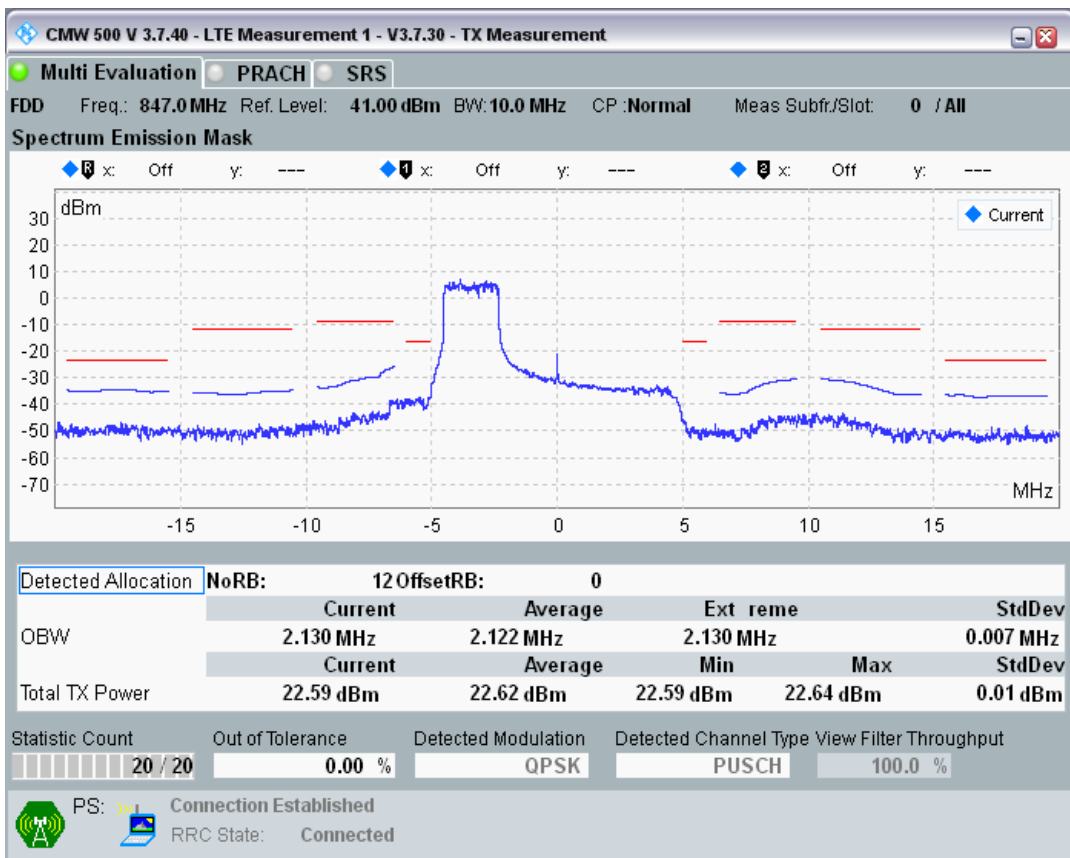 CMW 500 V 3.7.40 - LTE Measurement 1 - V3.7.30 - TX Measurement
Multi Evaluation PRACH SRS
FDD Freq.: 847.0 MHz Ref. Level: 41.00 dBm BW: 10.0 MHz CP :Normal Meas Subfr./Slot: 0 / All
Spectrum Emission Mask
R x: Off y: --- 1 x: Off y: --- 2 x: Off y: ---
dBm
Current
30
20
10
0
-10
-20
-30
-40
-50
-60
-70
MHz
-15 -10 -5 0 5 10 15
Detected Allocation NoRB: 12 OffsetRB: 0
Current Average Ext reme StdDev
OBW 2.130 MHz 2.122 MHz 2.130 MHz 0.007 MHz
Current Average Min Max StdDev
Total TX Power 22.59 dBm 22.62 dBm 22.59 dBm 22.64 dBm 0.01 dBm
Statistic Count Out of Tolerance Detected Modulation Detected Channel Type View Filter Throughput
20 / 20 0.00 % QPSK PUSCH 100.0 %
PS: Connection Established
RRC State: Connected